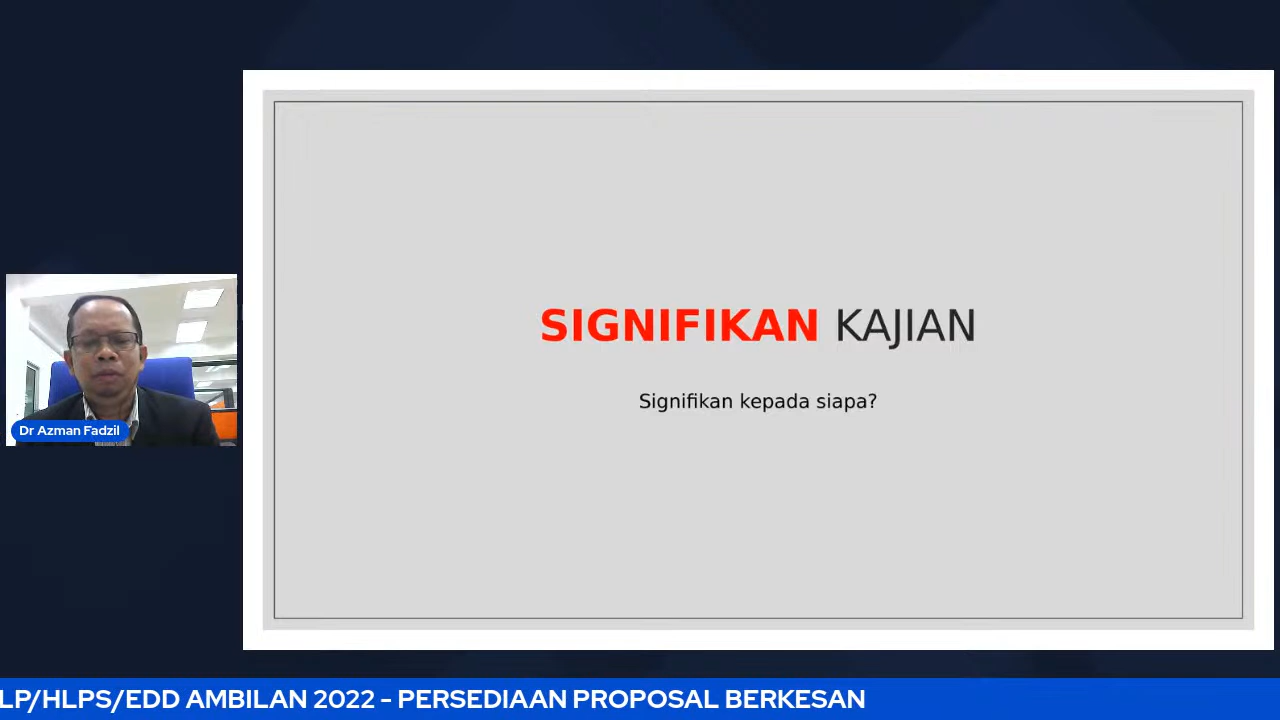 SIGNIFIKAN KAJIAN
Signifikan kepada siapa?
Dr Azman Fadzil
LP/HLPS/EDD AMBILAN 2022 - PERSEDIAAN PROPOSAL BERKESAN